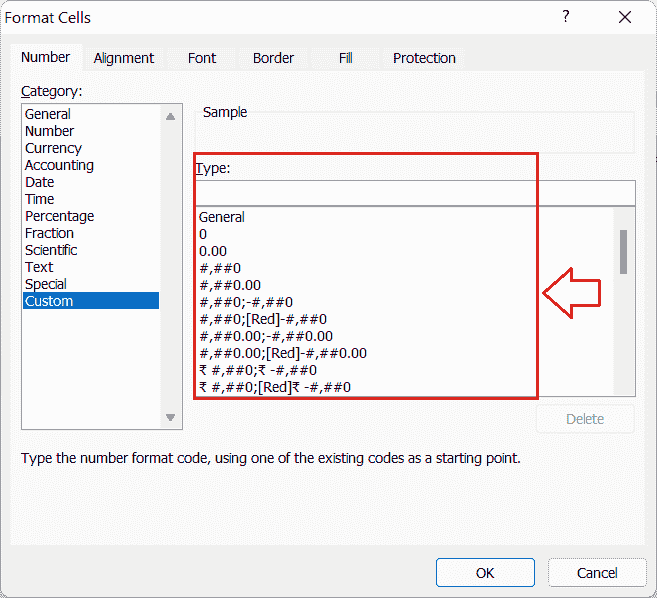 Format Cells ?
Number Alignment Font Border Fill Protection
Category:
General
Number
Currency
Accounting
Date
Time
Percentage
Fraction
Scientific
Text
Special
Custom
Sample
Type:
General
0
0.00
#,##0
#,##0.00
#,##0;-#,##0
#,##0;[Red]-#,##0
#,##0.00;-#,##0.00
#,##0.00;[Red]-#,##0.00
₹ #,##0;₹ -#,##0
₹ #,##0;[Red]₹ -#,##0
Delete
Type the number format code, using one of the existing codes as a starting point.
OK Cancel